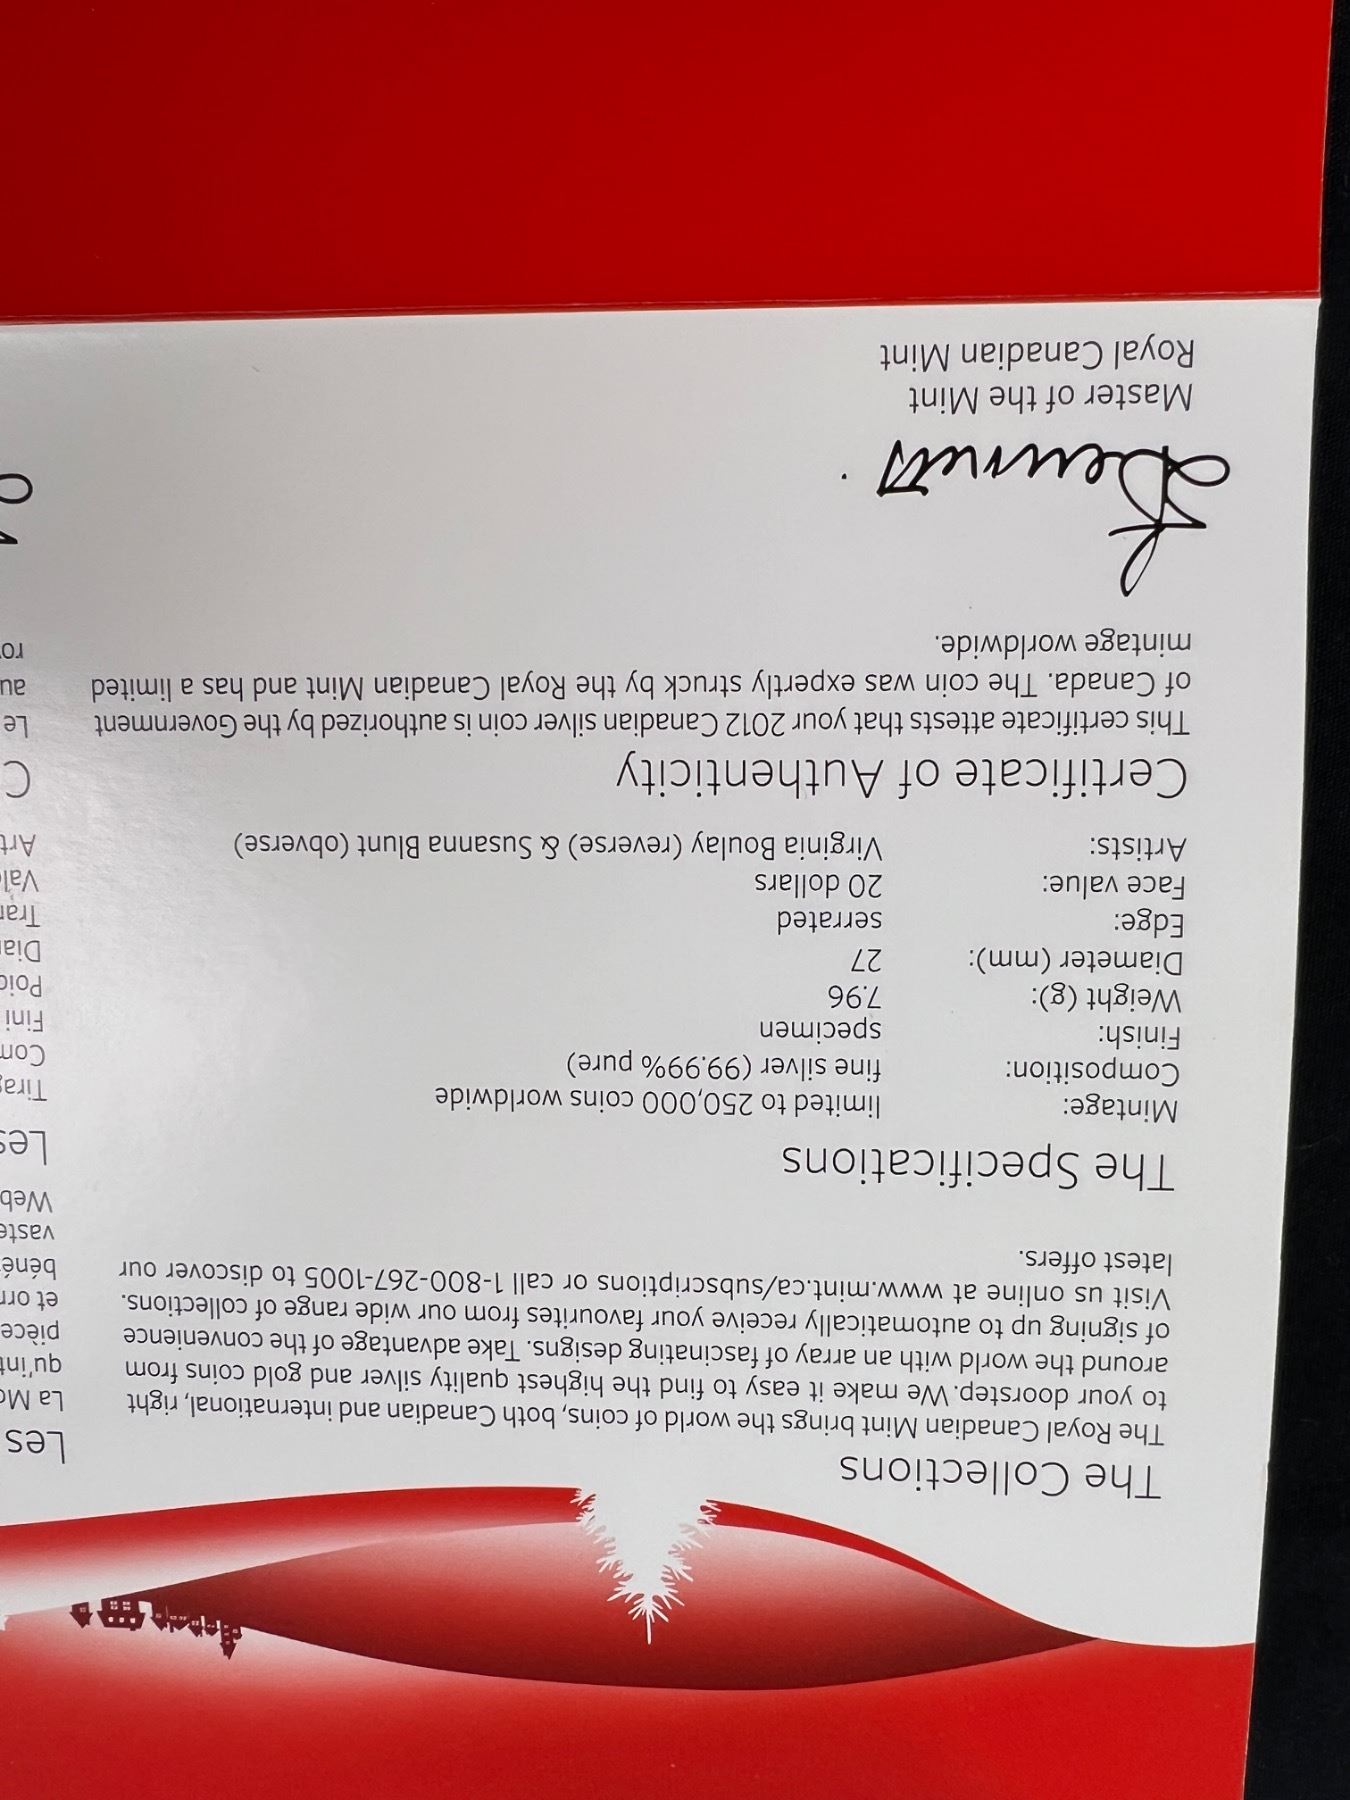 The Collections
The Royal Canadian Mint brings the world of coins, both Canadian and international, right
to your doorstep. We make it easy to find the highest quality silver and gold coins from
around the world with an array of fascinating designs. Take advantage of the convenience
of signing up to automatically receive your favourites from our wide range of collections.
Visit us online at www.mint.ca/subscriptions or call 1-800-267-1005 to discover our
latest offers.
The Specifications
Mintage: limited to 250,000 coins worldwide
Composition: fine silver (99.99% pure)
Finish: specimen
Weight (g): 7.96
Diameter (mm): 27
Edge: serrated
Face value: 20 dollars
Artists: Virginia Boulay (reverse) & Susanna Blunt (obverse)
Certificate of Authenticity
This certificate attests that your 2012 Canadian silver coin is authorized by the Government
of Canada. The coin was expertly struck by the Royal Canadian Mint and has a limited
mintage worldwide.
Master of the Mint
Royal Canadian Mint
Les
La
et
Les
Fini
Le